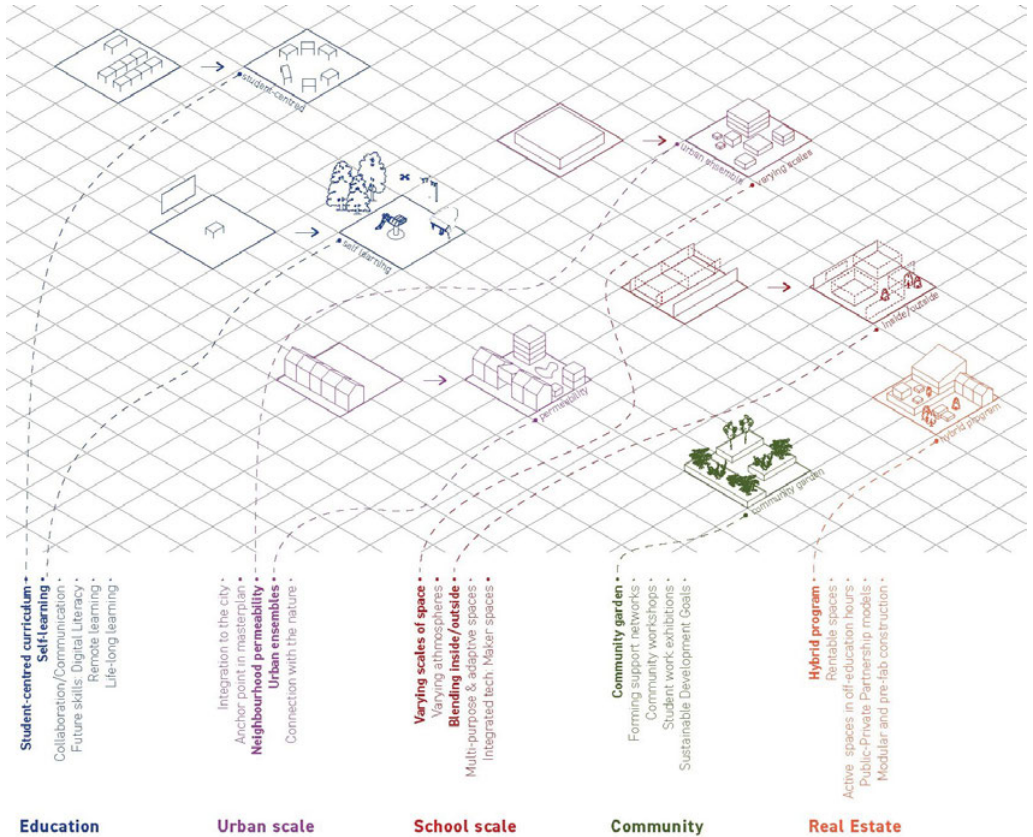 student-centred
urban ensemble
varying scales
self learning
inside/outside
permeability
hybrid program
community garden
Student-centred curriculum
Self-learning
Collaboration/Communication
Future skills: Digital Literacy
Remote learning
Life-long learning
Integration to the city
Anchor point in masterplan
Neighbourhood permeability
Urban ensembles
Connection with the nature
Varying scales of space
Varying athmospheres
Blending inside/outside
Multi-purpose & adaptive spaces
Integrated tech: Maker spaces
Community garden
Forming support networks
Community workshops
Student work exhibitions
Sustainable Development Goals
Hybrid program
Rentable spaces
Active spaces in off-education hours
Public-Private Partnership models
Modular and pre-fab construction
Education
Urban scale
School scale
Community
Real Estate